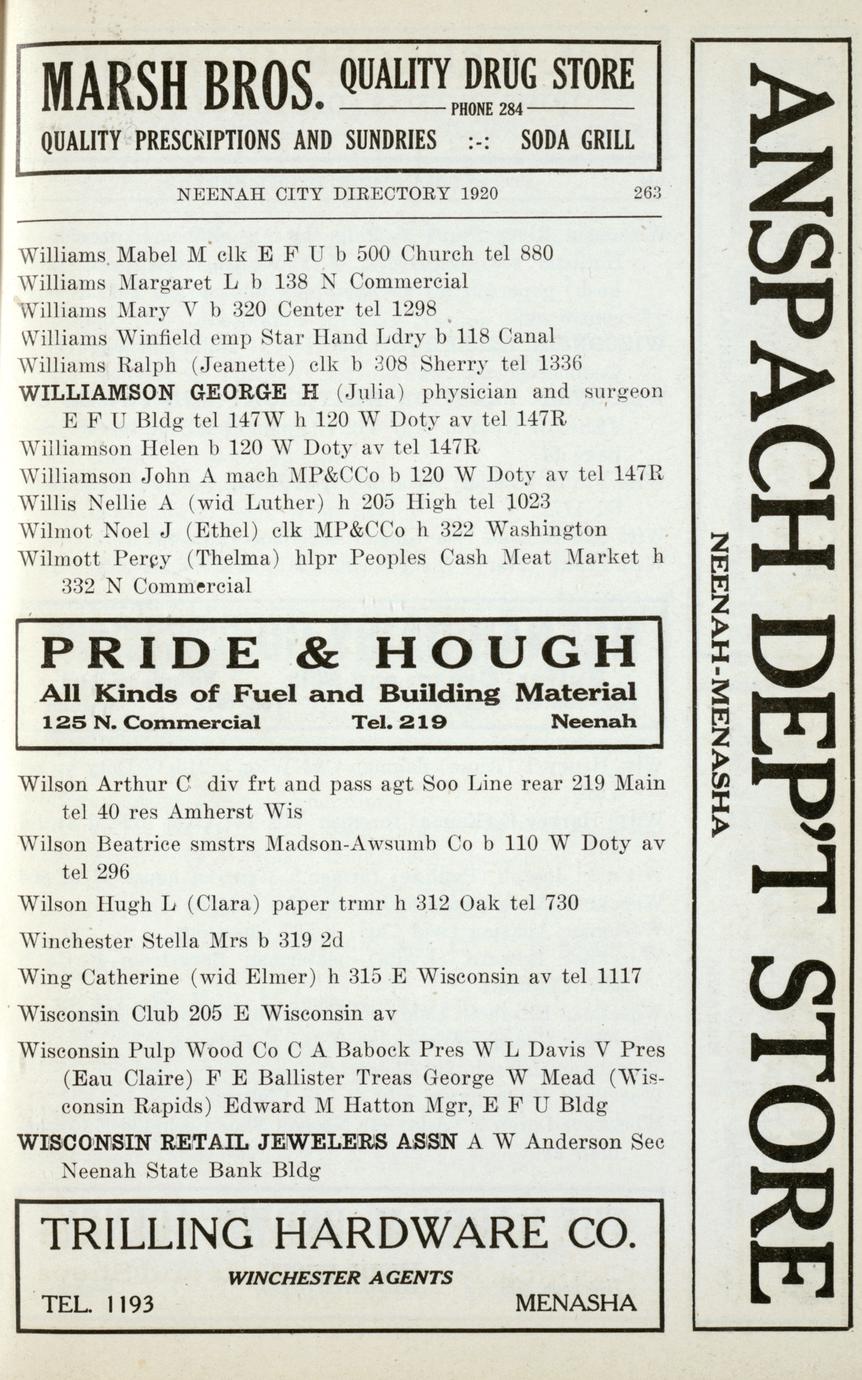 MARSH BROS. QUALITY DRUG STORE
PHONE 284
QUALITY PRESCRIPTIONS AND SUNDRIES :-: SODA GRILL
NEENAH CITY DIRECTORY 1920 263
Williams Mabel M clk E F U b 500 Church tel 880
Williams Margaret L b 138 N Commercial
Williams Mary V b 320 Center tel 1298
Williams Winfield emp Star Hand Ldry b 118 Canal
Williams Ralph (Jeanette) clk b 308 Sherry tel 1336
WILLIAMSON GEORGE H (Julia) physician and surgeon
E F U Bldg tel 147W h 120 W Doty av tel 147R
Williamson Helen b 120 W Doty av tel 147R
Williamson John A mach MP&CCo b 120 W Doty av tel 147R
Willis Nellie A (wid Luther) h 205 High tel 1023
Wilmot Noel J (Ethel) clk MP&CCo h 322 Washington
Wilmott Percy (Thelma) hlpr Peoples Cash Meat Market h
332 N Commercial
PRIDE & HOUGH
All Kinds of Fuel and Building Material
125 N. Commercial Tel. 219 Neenah
Wilson Arthur C div frt and pass agt Soo Line rear 219 Main
tel 40 res Amherst Wis
Wilson Beatrice smstrs Madson-Awsumb Co b 110 W Doty av
tel 296
Wilson Hugh L (Clara) paper trmr h 312 Oak tel 730
Winchester Stella Mrs b 319 2d
Wing Catherine (wid Elmer) h 315 E Wisconsin av tel 1117
Wisconsin Club 205 E Wisconsin av
Wisconsin Pulp Wood Co C A Babock Pres W L Davis V Pres
(Eau Claire) F E Ballister Treas George W Mead (Wis-
consin Rapids) Edward M Hatton Mgr, E F U Bldg
WISCONSIN RETAIL JEWELERS ASSN A W Anderson Sec
Neenah State Bank Bldg
TRILLING HARDWARE CO.
WINCHESTER AGENTS
TEL. 1193 MENASHA
ANSPACH DEP'T STORE
NEENAH-MENASHA